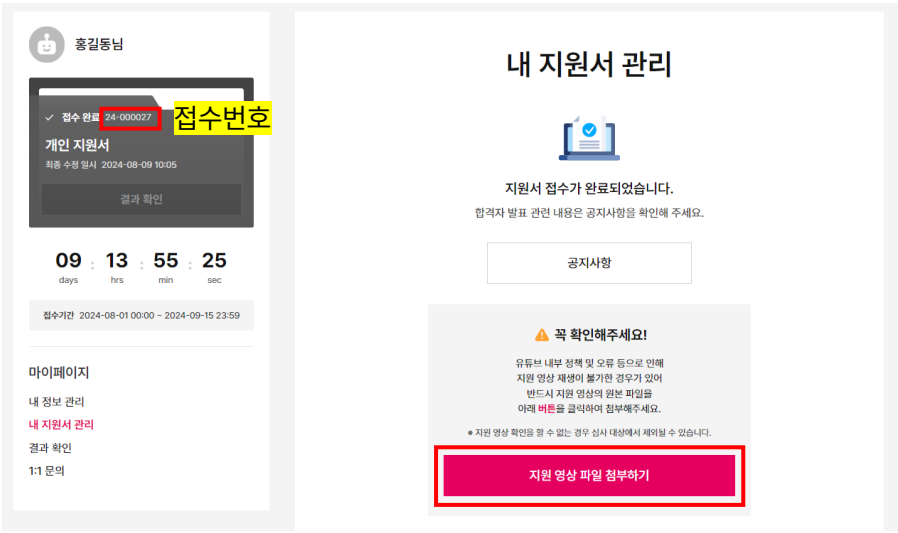 홍길동님
접수 완료 24-000027
접수번호
개인 지원서
최종 수정 일시 2024-08-09 10:05
결과 확인
09 : 13 : 55 : 25
days hrs min sec
접수기간 2024-08-01 00:00 ~ 2024-09-15 23:59
마이페이지
내 정보 관리
내 지원서 관리
결과 확인
1:1 문의
내 지원서 관리
지원서 접수가 완료되었습니다.
합격자 발표 관련 내용은 공지사항을 확인해 주세요.
공지사항
꼭 확인해주세요!
유튜브 내부 정책 및 오류 등으로 인해
지원 영상 재생이 불가한 경우가 있어
반드시 지원 영상의 원본 파일을
아래 버튼을 클릭하여 첨부해주세요.
※ 지원 영상 확인을 할 수 없는 경우 심사 대상에서 제외될 수 있습니다.
지원 영상 파일 첨부하기